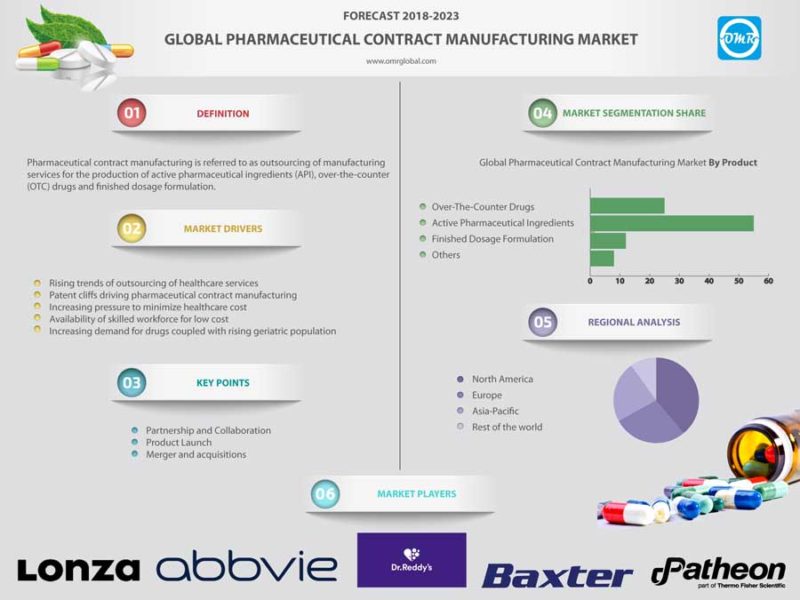 FORECAST 2018-2023
GLOBAL PHARMACEUTICAL CONTRACT MANUFACTURING MARKET
www.omrglobal.com
OMR
01
DEFINITION
Pharmaceutical contract manufacturing is referred to as outsourcing of manufacturing
services for the production of active pharmaceutical ingredients (API), over-the-counter
(OTC) drugs and finished dosage formulation.
02
MARKET DRIVERS
Rising trends of outsourcing of healthcare services
Patent cliffs driving pharmaceutical contract manufacturing
Increasing pressure to minimize healthcare cost
Availability of skilled workforce for low cost
Increasing demand for drugs coupled with rising geriatric population
03
KEY POINTS
Partnership and Collaboration
Product Launch
Merger and acquisitions
04
MARKET SEGMENTATION SHARE
Global Pharmaceutical Contract Manufacturing Market By Product
Over-The-Counter Drugs
Active Pharmaceutical Ingredients
Finished Dosage Formulation
Others
0 10 20 30 40 50 60
05
REGIONAL ANALYSIS
North America
Europe
Asia-Pacific
Rest of the world
06
MARKET PLAYERS
Lonza
abbvie
Dr.Reddy's
Baxter
Patheon
part of Thermo Fisher Scientific